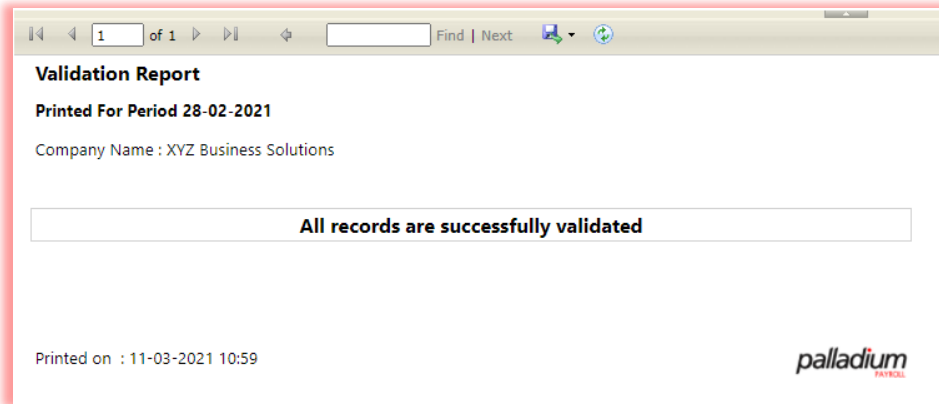 1 of 1 Find | Next
Validation Report
Printed For Period 28-02-2021
Company Name : XYZ Business Solutions
All records are successfully validated
Printed on : 11-03-2021 10:59
palladium
PAYROLL